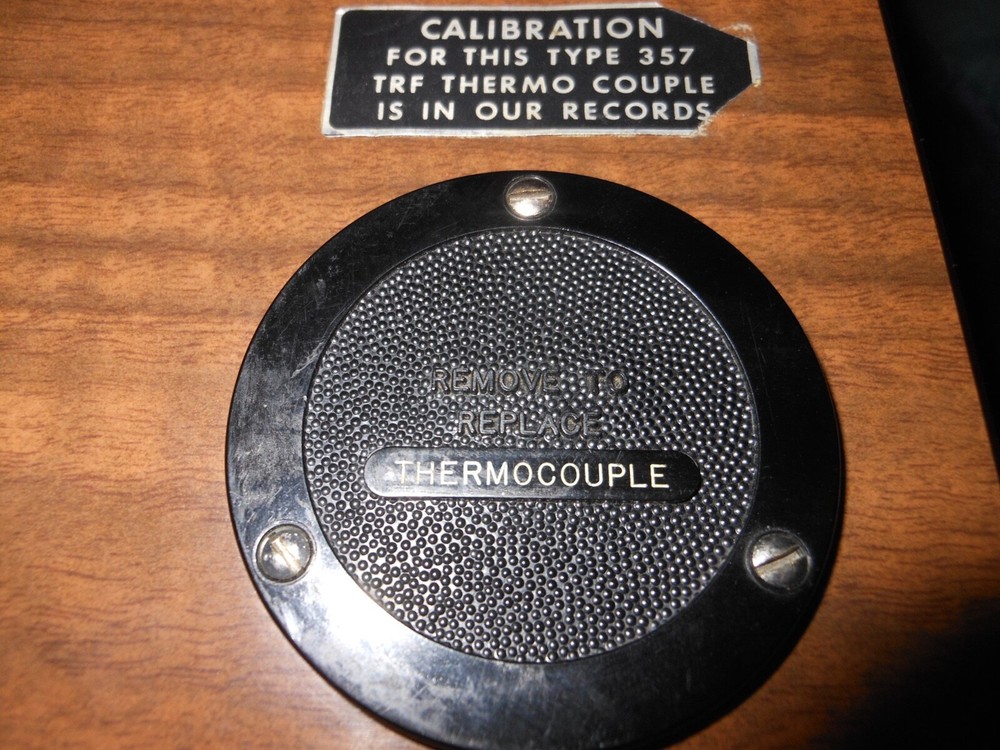 CALIBRATION
FOR THIS TYPE 357
TRF THERMO COUPLE
IS IN OUR RECORDS
REMOVE TO
REPLACE
THERMOCOUPLE